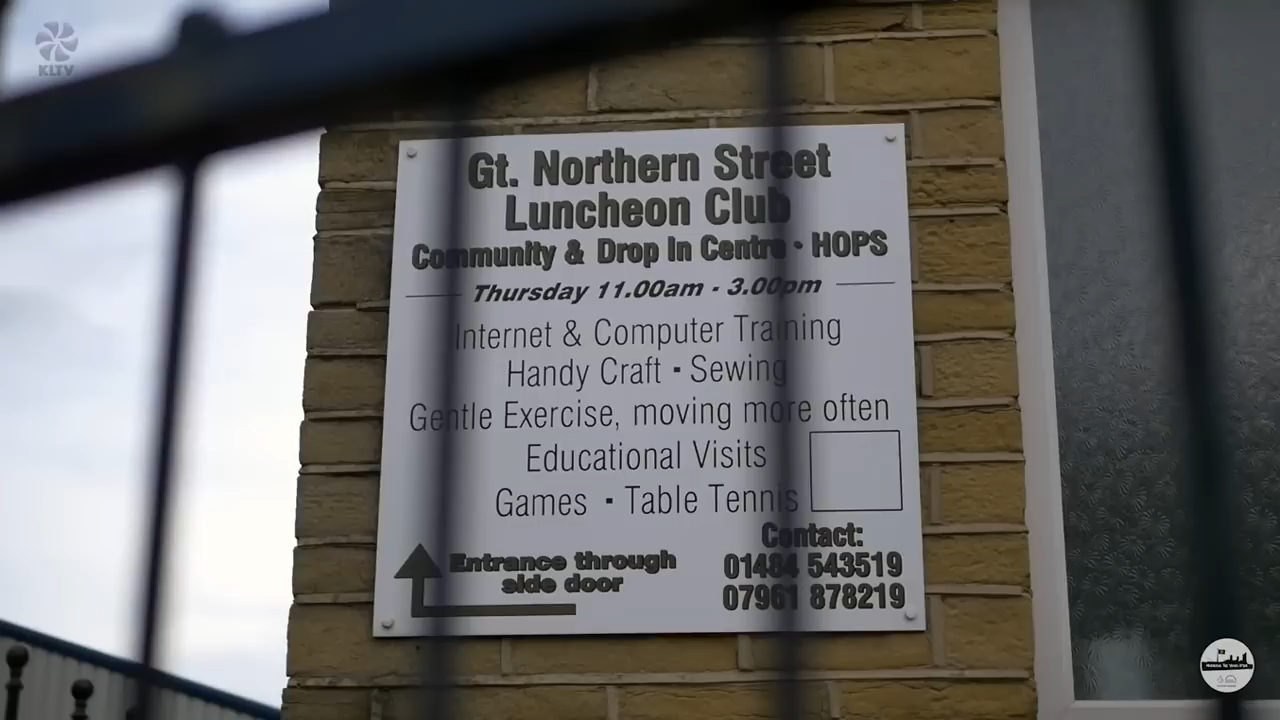 KLTV
Gt. Northern Street
Luncheon Club
Community & Drop In Centre · HOPS
Thursday 11.00am - 3.00pm
Internet & Computer Training
Handy Craft ▪ Sewing
Gentle Exercise, moving more often
Educational Visits
Games ▪ Table Tennis
Contact:
Entrance through
side door
01484 543519
07961 878219